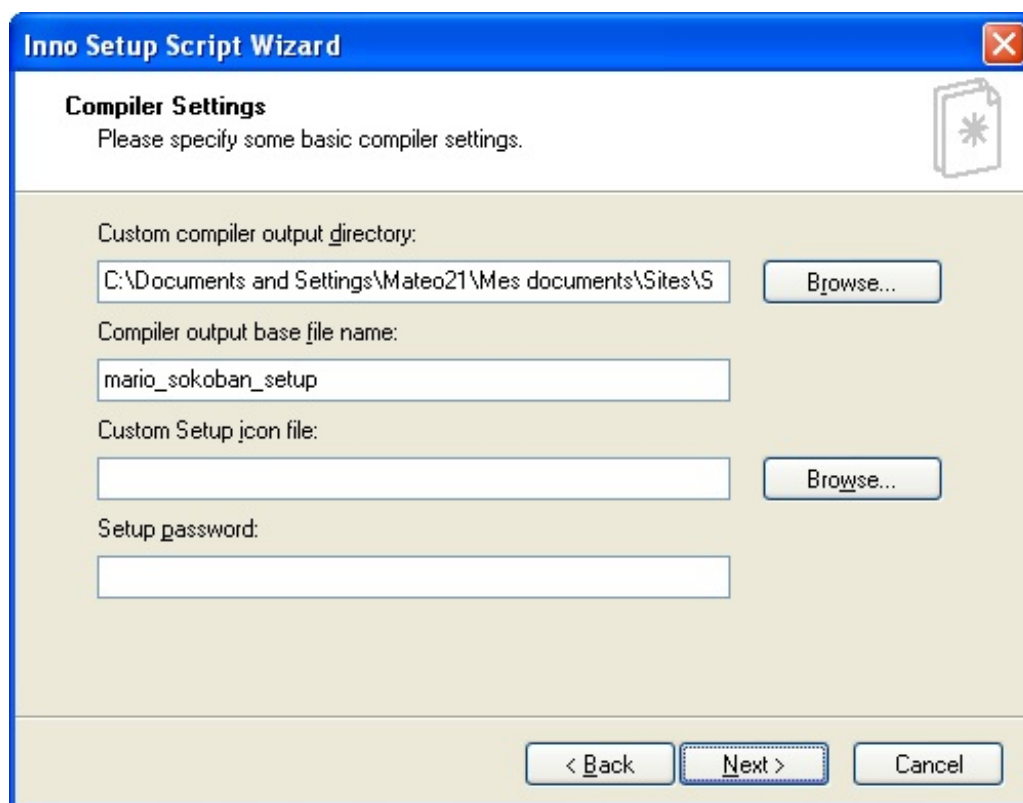 Inno Setup Script Wizard
Compiler Settings
Please specify some basic compiler settings.
Custom compiler output directory:
C:\Documents and Settings\Mateo21\Mes documents\Sites\S
Browse...
Compiler output base file name:
mario_sokoban_setup
Custom Setup icon file:
Browse...
Setup password:
< Back
Next >
Cancel